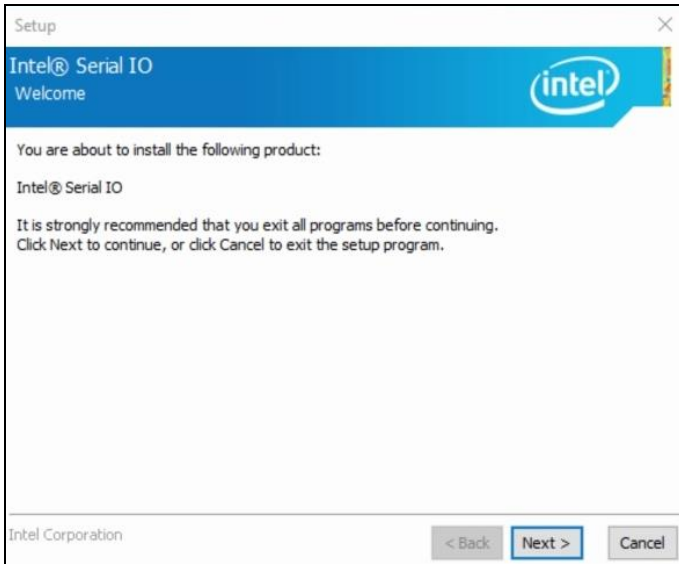 Setup
Intel® Serial IO
Welcome
intel
You are about to install the following product:
Intel® Serial IO
It is strongly recommended that you exit all programs before continuing.
Click Next to continue, or click Cancel to exit the setup program.
Intel Corporation
< Back
Next >
Cancel